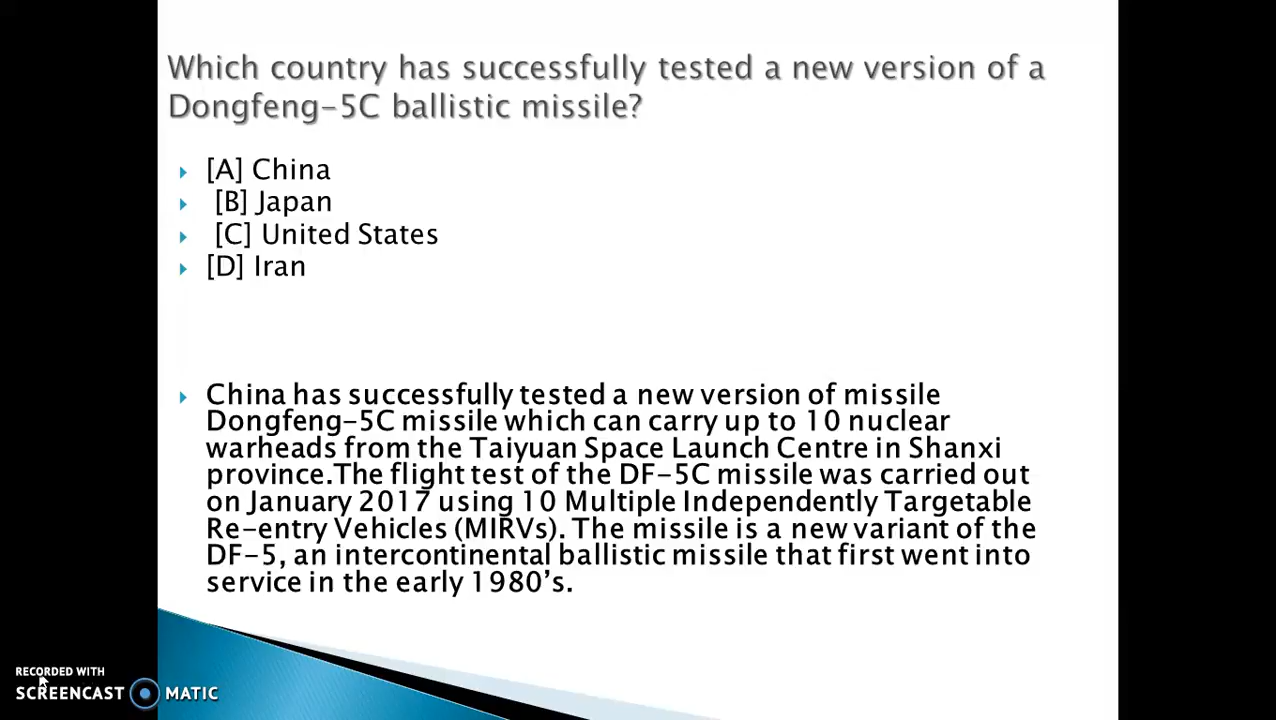 Which country has successfully tested a new version of a
Dongfeng-5C ballistic missile?
[A] China
[B] Japan
[C] United States
[D] Iran
China has successfully tested a new version of missile
Dongfeng-5C missile which can carry up to 10 nuclear
warheads from the Taiyuan Space Launch Centre in Shanxi
province.The flight test of the DF-5C missile was carried out
on January 2017 using 10 Multiple Independently Targetable
Re-entry Vehicles (MIRVs). The missile is a new variant of the
DF-5, an intercontinental ballistic missile that first went into
service in the early 1980’s.
RECORDED WITH
SCREENCAST MATIC